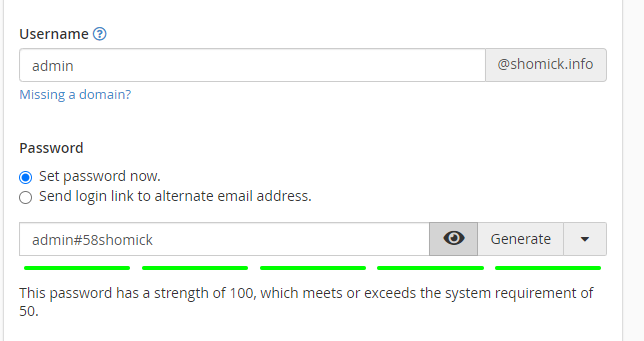 Username
admin @shomick.info
Missing a domain?
Password
Set password now.
Send login link to alternate email address.
admin#58shomick Generate
This password has a strength of 100, which meets or exceeds the system requirement of
50.